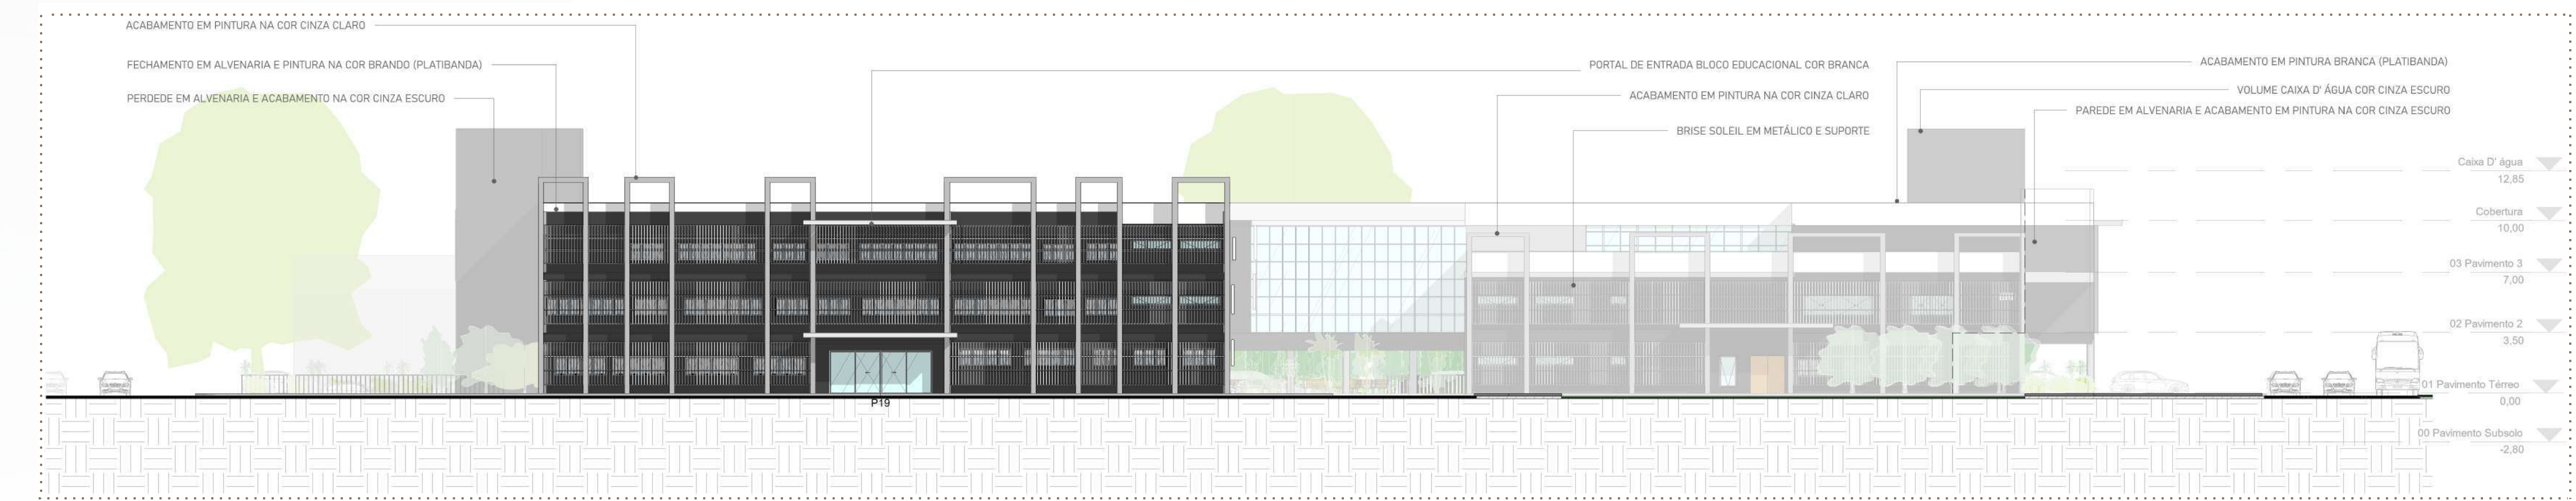 ACABAMENTO EM PINTURA NA COR CINZA CLARO
FECHAMENTO EM ALVENARIA E PINTURA NA COR BRANDO (PLATIBANDA)
PERDEDE EM ALVENARIA E ACABAMENTO NA COR CINZA ESCURO
PORTAL DE ENTRADA BLOCO EDUCACIONAL COR BRANCA
ACABAMENTO EM PINTURA NA COR CINZA CLARO
BRISE SOLEIL EM METÁLICO E SUPORTE
ACABAMENTO EM PINTURA BRANCA (PLATIBANDA)
VOLUME CAIXA D' ÁGUA COR CINZA ESCURO
PAREDE EM ALVENARIA E ACABAMENTO EM PINTURA NA COR CINZA ESCURO
Caixa D' água
12,85
Cobertura
10,00
03 Pavimento 3
7,00
02 Pavimento 2
3,50
01 Pavimento Térreo
0,00
00 Pavimento Subsolo
-2,80
P19